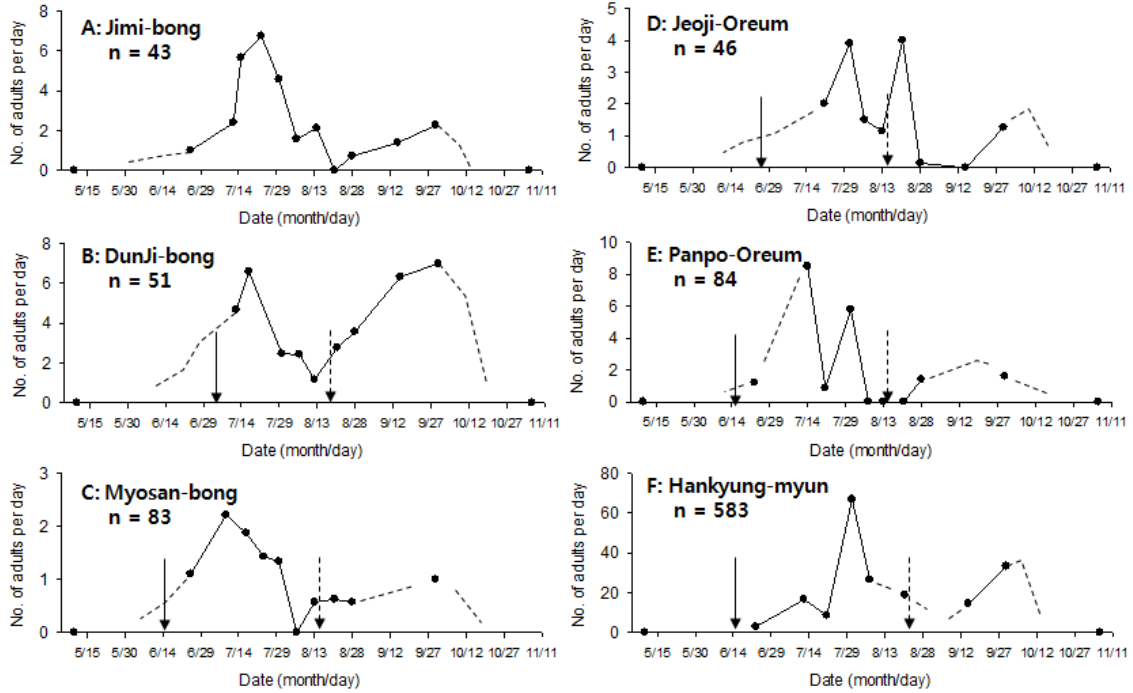 A: Jimi-bong
n = 43
No. of adults per day
8
6
4
2
0
5/15 5/30 6/14 6/29 7/14 7/29 8/13 8/28 9/12 9/27 10/12 10/27 11/11
Date (month/day)
D: Jeoji-Oreum
n = 46
No. of adults per day
5
4
3
2
1
0
5/15 5/30 6/14 6/29 7/14 7/29 8/13 8/28 9/12 9/27 10/12 10/27 11/11
Date (month/day)
B: DunJi-bong
n = 51
No. of adults per day
8
6
4
2
0
5/15 5/30 6/14 6/29 7/14 7/29 8/13 8/28 9/12 9/27 10/12 10/27 11/11
Date (month/day)
E: Panpo-Oreum
n = 84
No. of adults per day
10
8
6
4
2
0
5/15 5/30 6/14 6/29 7/14 7/29 8/13 8/28 9/12 9/27 10/12 10/27 11/11
Date (month/day)
C: Myosan-bong
n = 83
No. of adults per day
3
2
1
0
5/15 5/30 6/14 6/29 7/14 7/29 8/13 8/28 9/12 9/27 10/12 10/27 11/11
Date (month/day)
F: Hankyung-myun
n = 583
No. of adults per day
80
60
40
20
0
5/15 5/30 6/14 6/29 7/14 7/29 8/13 8/28 9/12 9/27 10/12 10/27 11/11
Date (month/day)